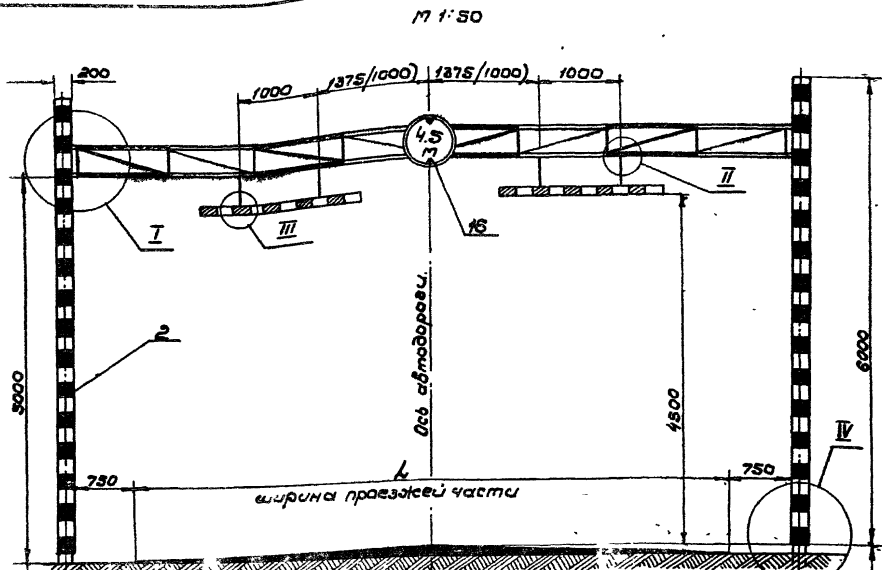 М 1:50
200
1000
1375/1000)
1375/1000)
1000
4.5
м
I
III
16
II
2
5000
Ось автодороги.
4500
6000
IV
750
L
750
ширина проезжей части